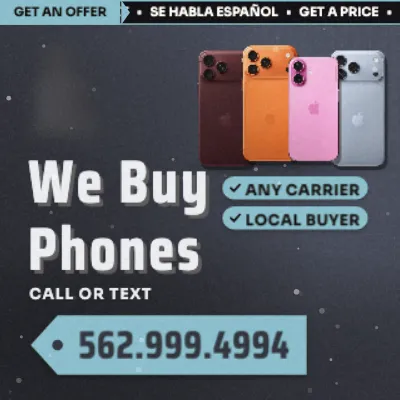 GET AN OFFER • SE HABLA ESPAÑOL • GET A PRICE •
We Buy
Phones
✓ ANY CARRIER
✓ LOCAL BUYER
CALL OR TEXT
562.999.4994